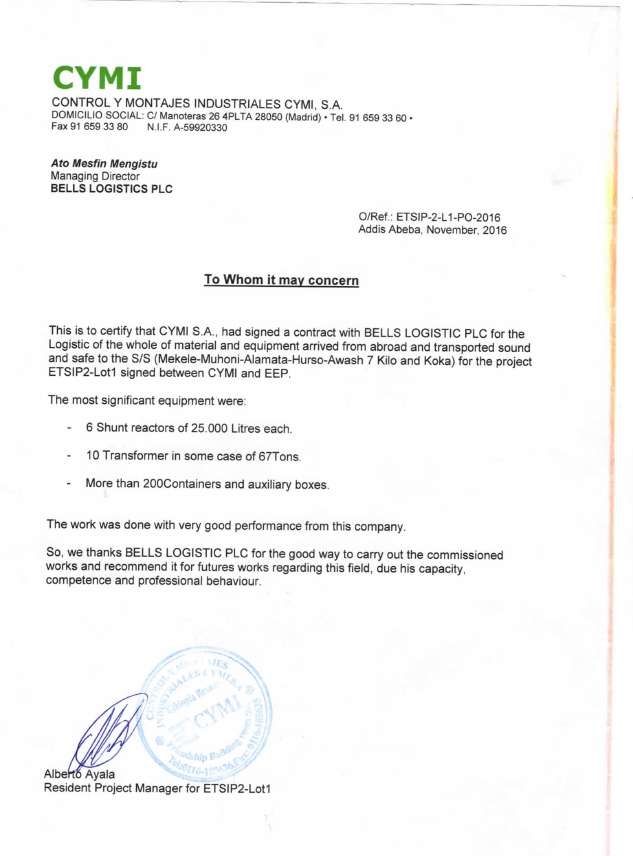 CYMI
CONTROL Y MONTAJES INDUSTRIALES CYMI, S.A.
DOMICILIO SOCIAL: C/ Manoteras 26 4PLTA 28050 (Madrid) • Tel. 91 659 33 60 •
Fax 91 659 33 80 N.I.F. A-59920330
Ato Mesfin Mengistu
Managing Director
BELLS LOGISTICS PLC
O/Ref.: ETSIP-2-L1-PO-2016
Addis Abeba, November, 2016
To Whom it may concern
This is to certify that CYMI S.A., had signed a contract with BELLS LOGISTIC PLC for the
Logistic of the whole of material and equipment arrived from abroad and transported sound
and safe to the S/S (Mekele-Muhoni-Alamata-Hurso-Awash 7 Kilo and Koka) for the project
ETSIP2-Lot1 signed between CYMI and EEP.
The most significant equipment were:
- 6 Shunt reactors of 25.000 Litres each.
- 10 Transformer in some case of 67Tons.
- More than 200Containers and auxiliary boxes.
The work was done with very good performance from this company.
So, we thanks BELLS LOGISTIC PLC for the good way to carry out the commissioned
works and recommend it for futures works regarding this field, due his capacity,
competence and professional behaviour.
CYMI
Alberto Ayala
Resident Project Manager for ETSIP2-Lot1